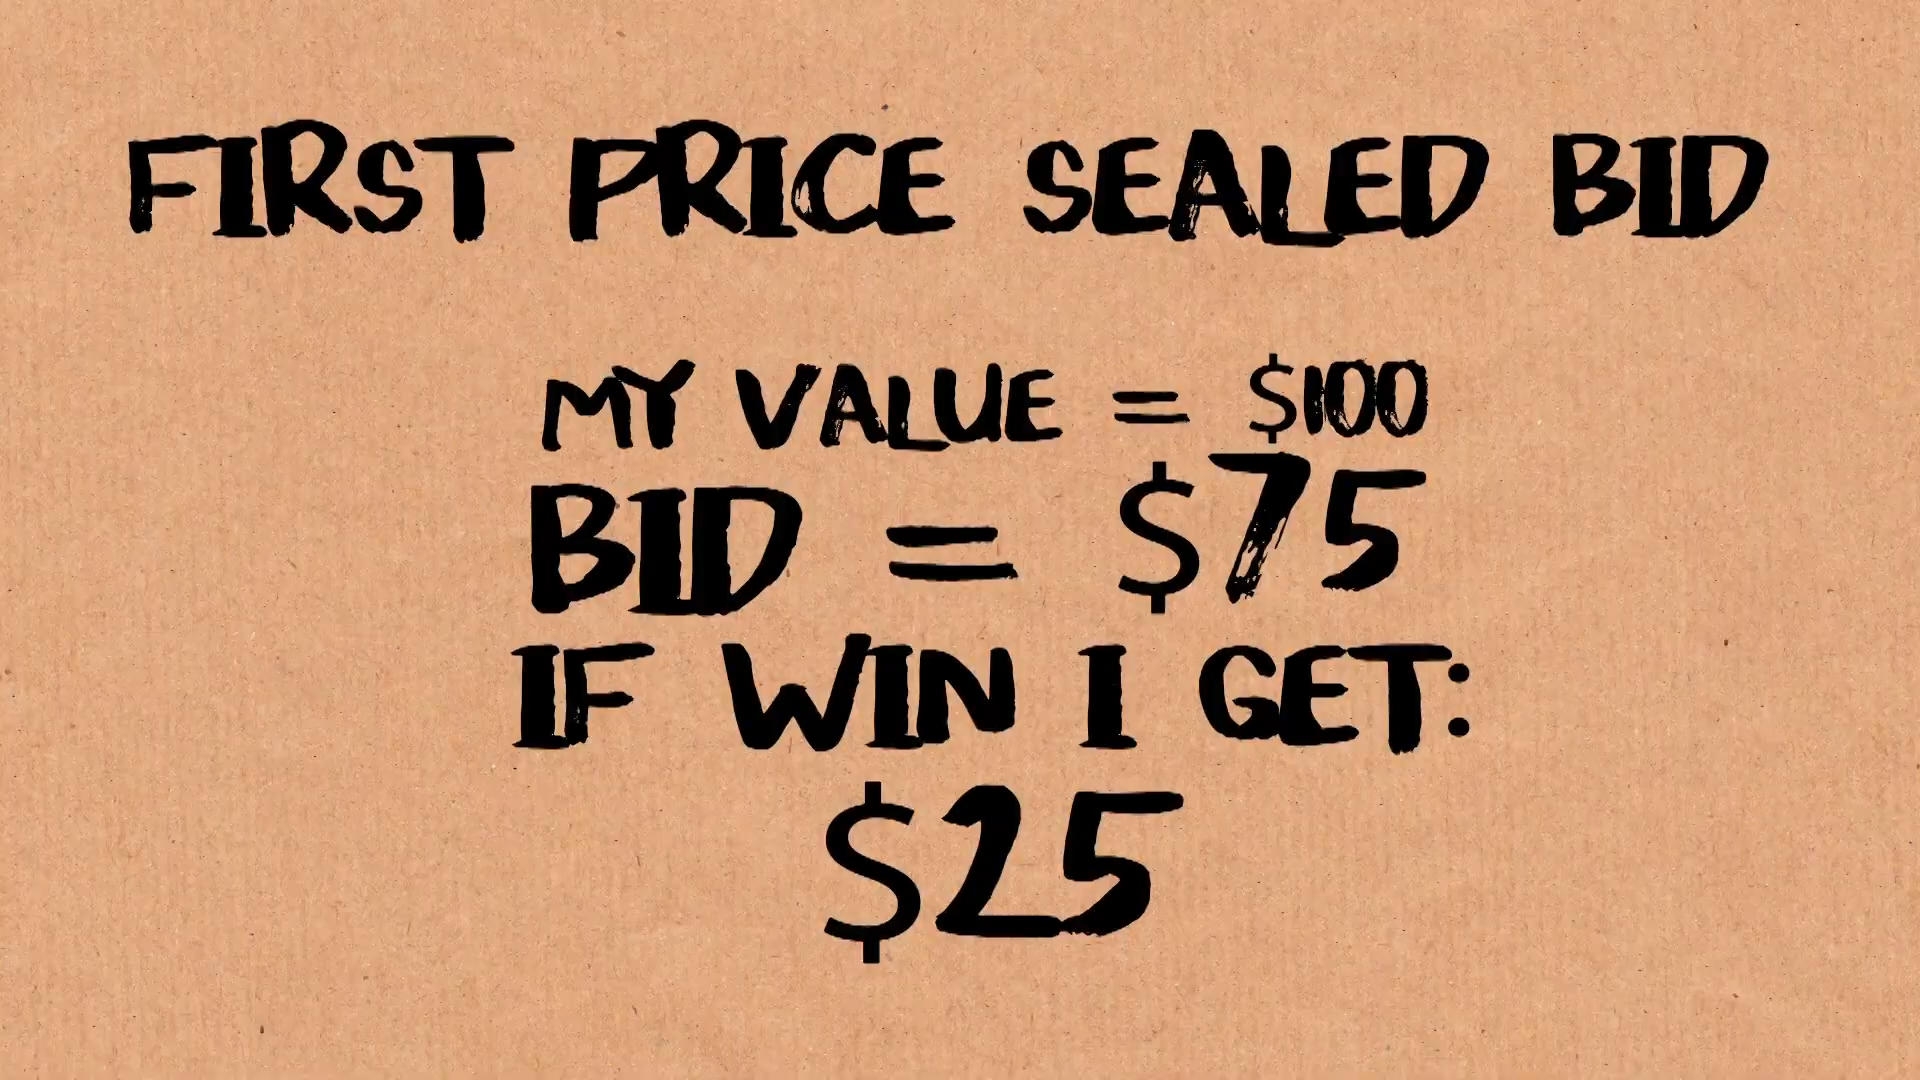 FIRST PRICE SEALED BID
MY VALUE = $100
BID = $75
IF WIN I GET:
$25